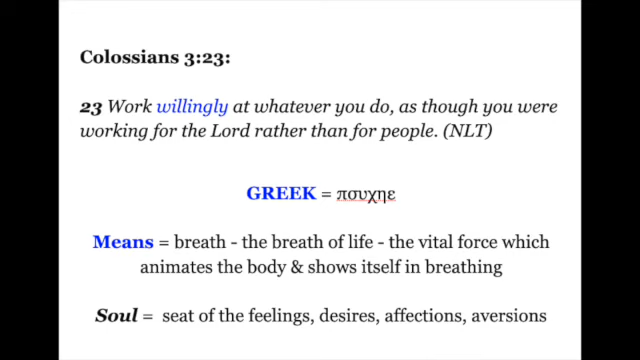 Colossians 3:23:
23 Work willingly at whatever you do, as though you were
working for the Lord rather than for people. (NLT)
GREEK = πσυχηε
Means = breath - the breath of life - the vital force which
animates the body & shows itself in breathing
Soul = seat of the feelings, desires, affections, aversions